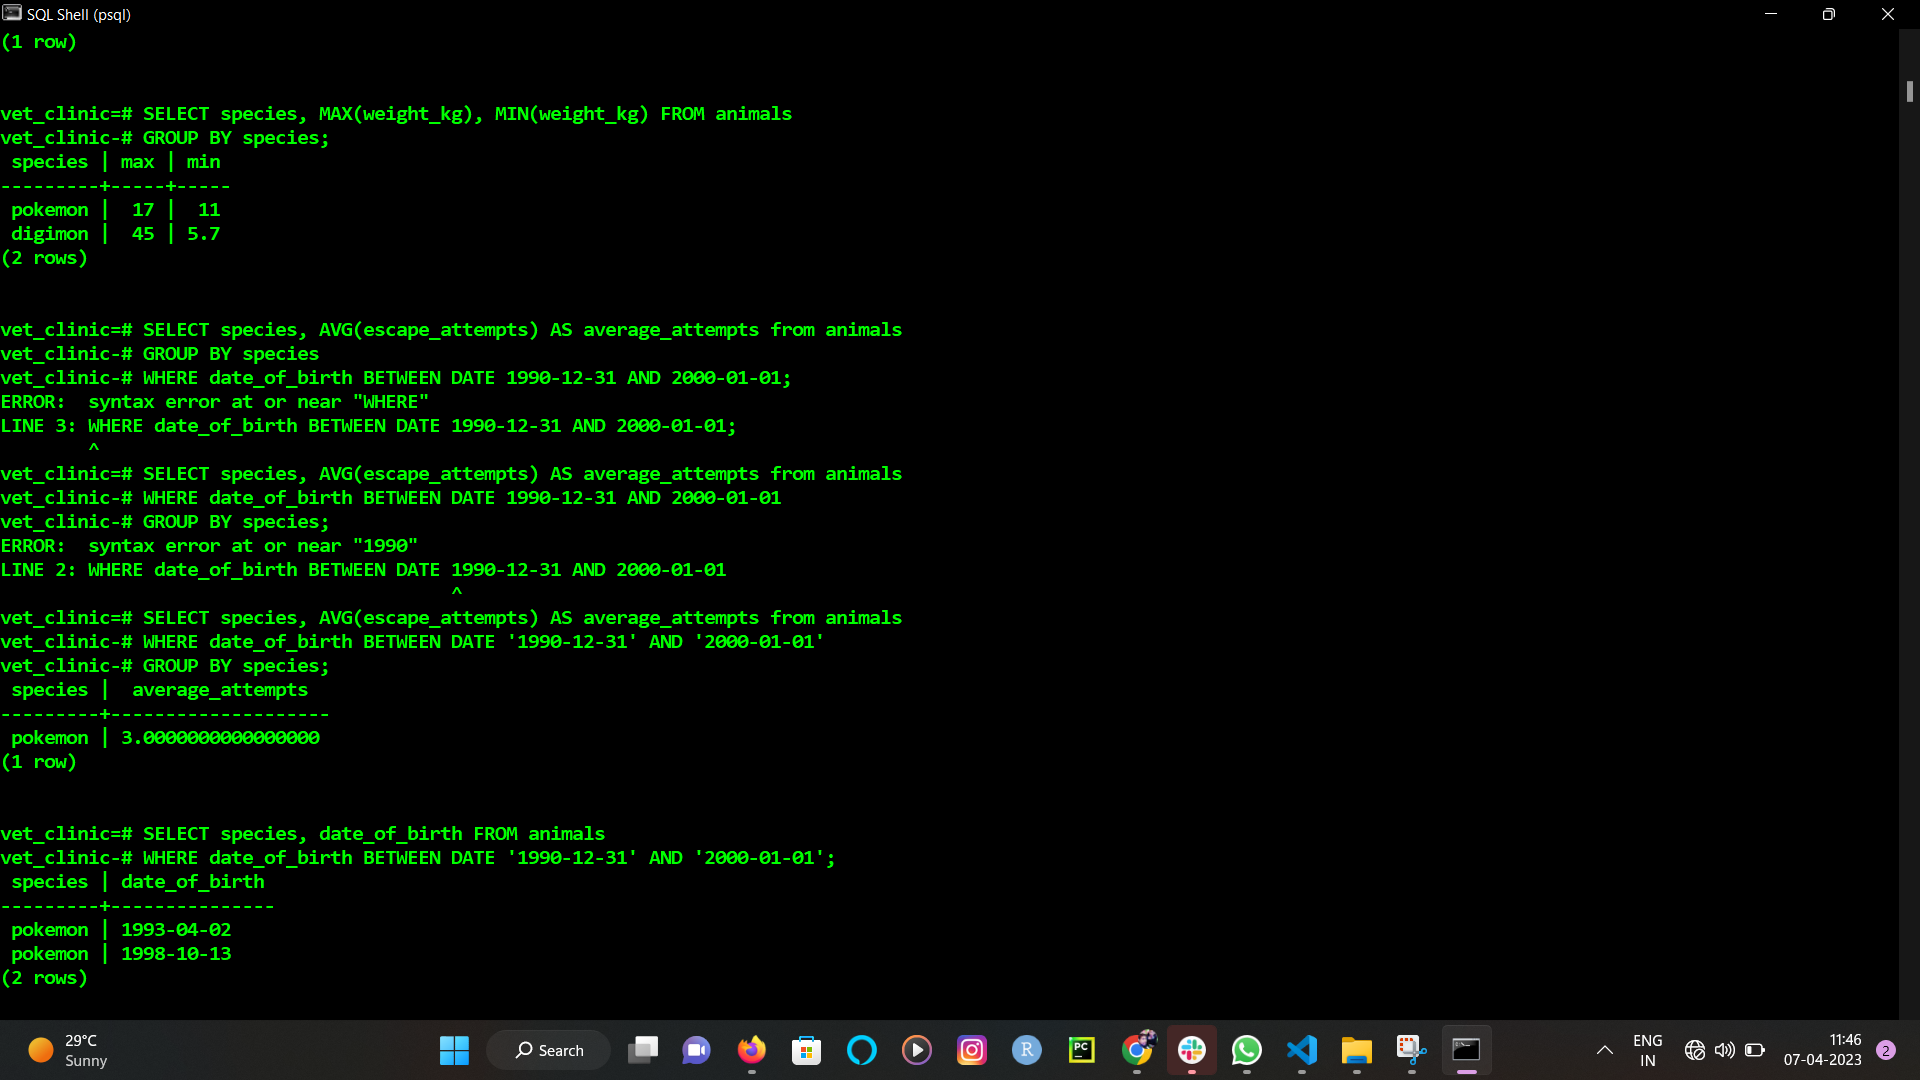 SQL Shell (psql)
(1 row)
vet_clinic=# SELECT species, MAX(weight_kg), MIN(weight_kg) FROM animals
vet_clinic-# GROUP BY species;
 species | max | min
---------+-----+-----
 pokemon |  17 |  11
 digimon |  45 | 5.7
(2 rows)
vet_clinic=# SELECT species, AVG(escape_attempts) AS average_attempts from animals
vet_clinic-# GROUP BY species
vet_clinic-# WHERE date_of_birth BETWEEN DATE 1990-12-31 AND 2000-01-01;
ERROR:  syntax error at or near "WHERE"
LINE 3: WHERE date_of_birth BETWEEN DATE 1990-12-31 AND 2000-01-01;
        ^
vet_clinic=# SELECT species, AVG(escape_attempts) AS average_attempts from animals
vet_clinic-# WHERE date_of_birth BETWEEN DATE 1990-12-31 AND 2000-01-01
vet_clinic-# GROUP BY species;
ERROR:  syntax error at or near "1990"
LINE 2: WHERE date_of_birth BETWEEN DATE 1990-12-31 AND 2000-01-01
                                         ^
vet_clinic=# SELECT species, AVG(escape_attempts) AS average_attempts from animals
vet_clinic-# WHERE date_of_birth BETWEEN DATE '1990-12-31' AND '2000-01-01'
vet_clinic-# GROUP BY species;
 species |  average_attempts
---------+--------------------
 pokemon | 3.0000000000000000
(1 row)
vet_clinic=# SELECT species, date_of_birth FROM animals
vet_clinic-# WHERE date_of_birth BETWEEN DATE '1990-12-31' AND '2000-01-01';
 species | date_of_birth
---------+---------------
 pokemon | 1993-04-02
 pokemon | 1998-10-13
(2 rows)
29°C
Sunny
Search
R
PC
ENG
IN
11:46
07-04-2023
2